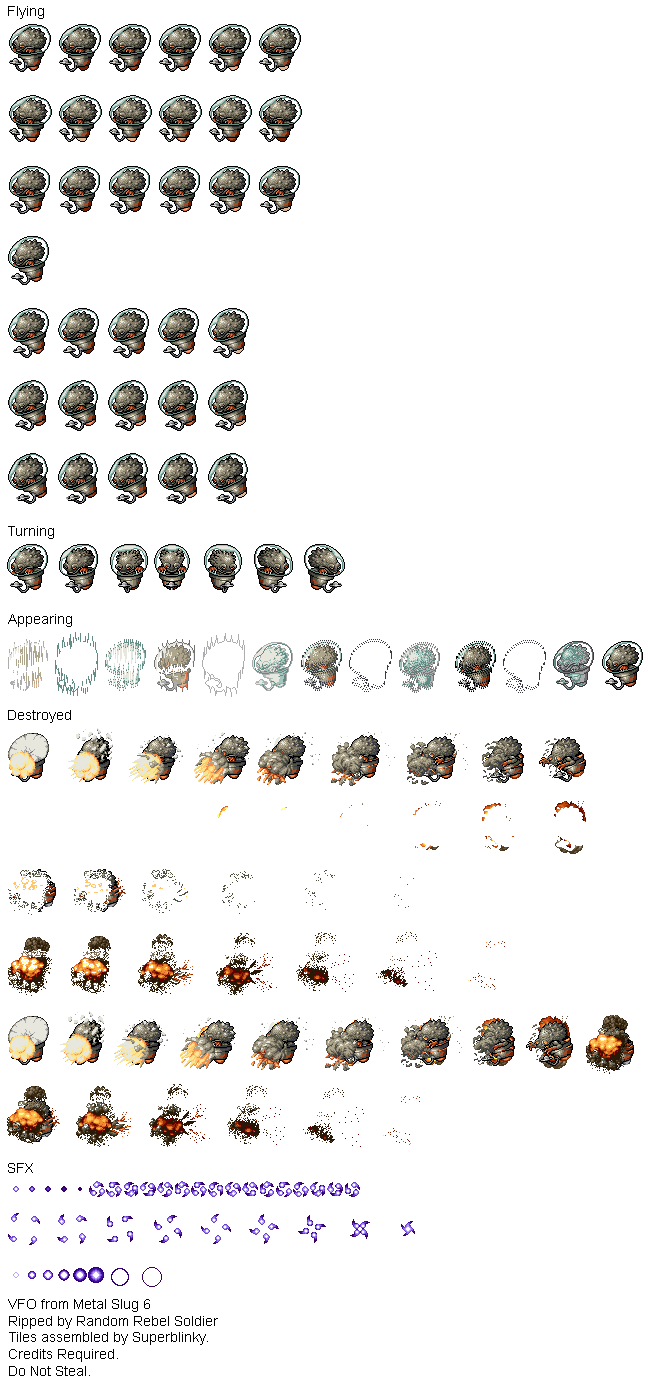 Flying
Turning
Appearing
Destroyed
SFX
VFO from Metal Slug 6
Ripped by Random Rebel Soldier
Tiles assembled by Superblinky.
Credits Required.
Do Not Steal.